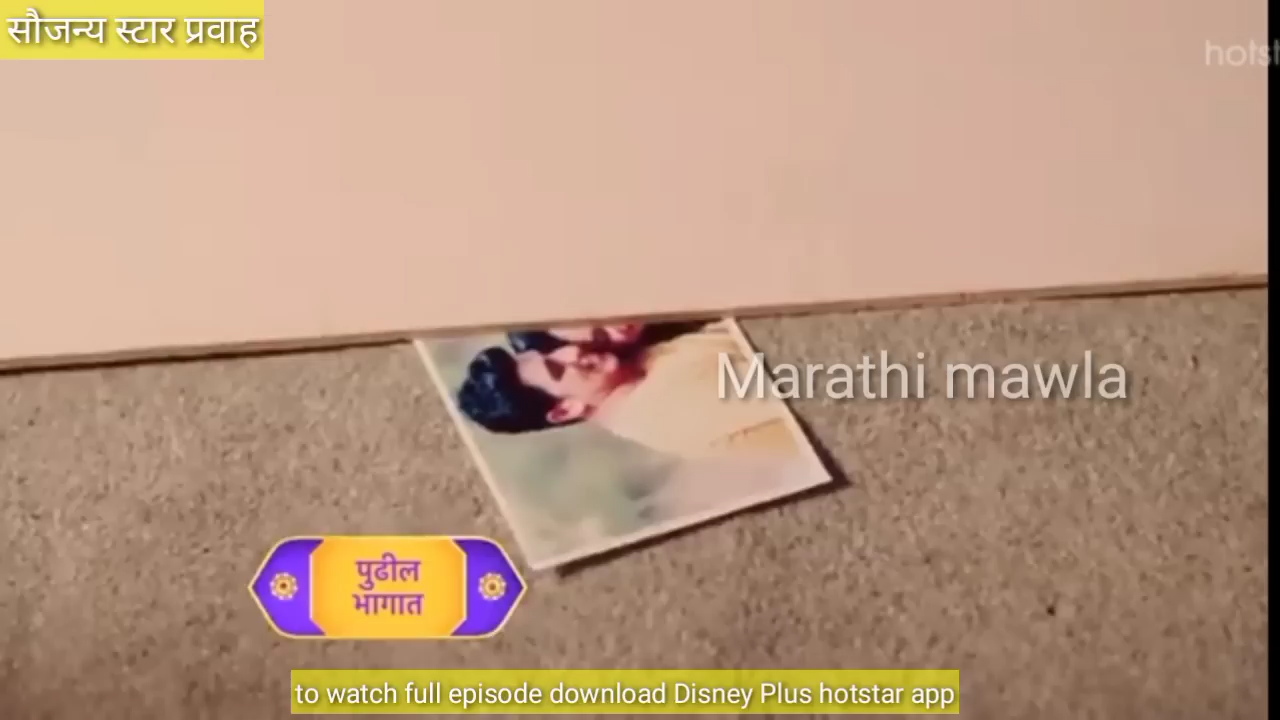 सौजन्य स्टार प्रवाह
hotst
Marathi mawla
पुढील
भागात
to watch full episode download Disney Plus hotstar app